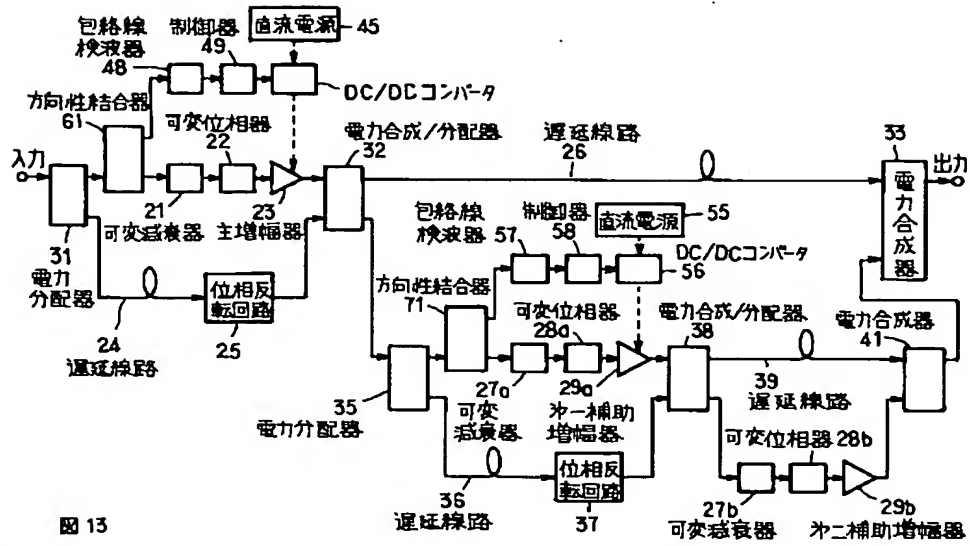 包絡線
検波器
48
制御器
49
直流電源
45
DC/DCコンバータ
方向性結合器
61
可変位相器
22
電力合成/分配器
32
遅延線路
26
33
入力
出力
電力合成器
31
電力
分配器
21
可変減衰器
主増幅器
23
包絡線
検波器
57
制御器
58
直流電源
55
DC/DCコンバータ
56
位相反
転回路
25
24
遅延線路
方向性結合器
71
可変位相器
28a
電力合成/分配器
38
電力合成器
41
35
電力分配器
27a
可変
減衰器
29a
第一補助
増幅器
39
遅延線路
可変位相器 28b
36
遅延線路
位相反
転回路
37
27b
可変減衰器
29b
第二補助増幅器
図 13